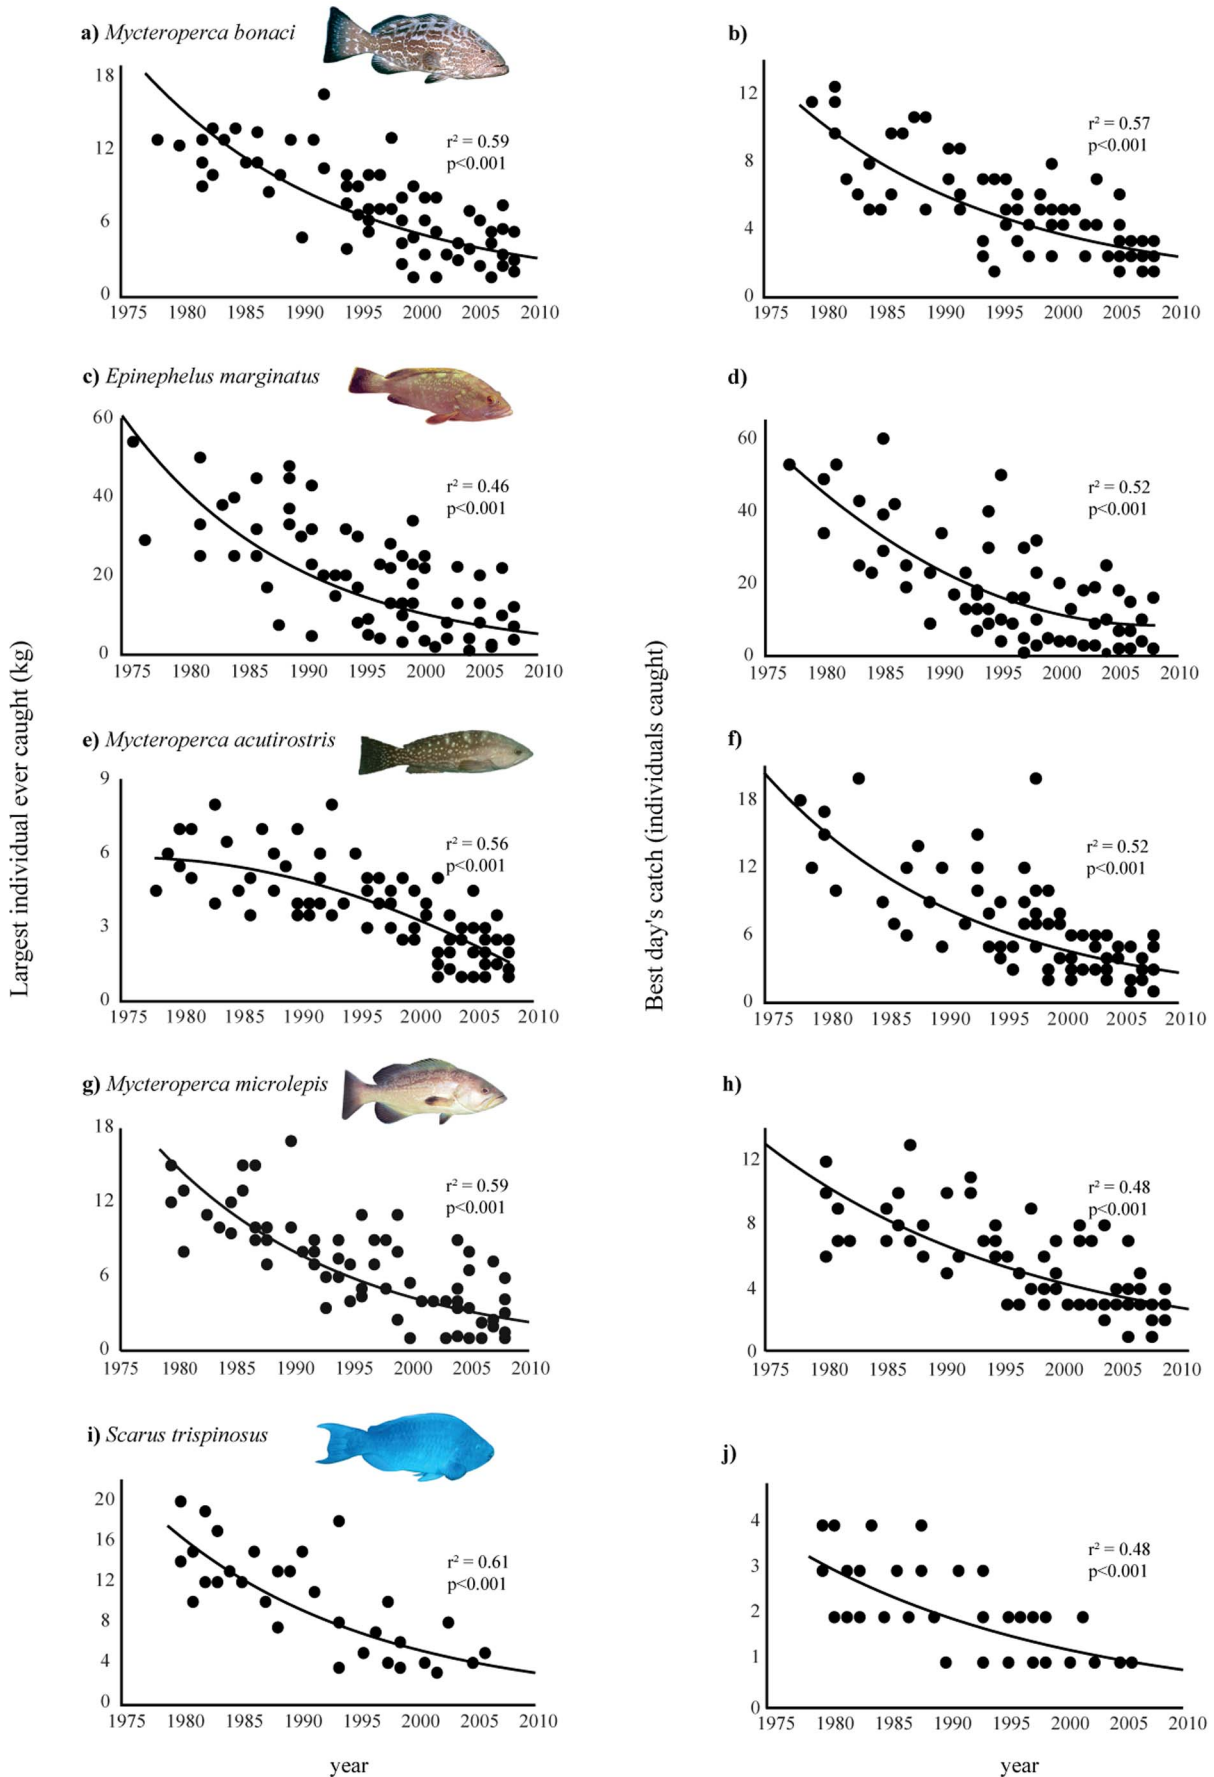 a) Mycteroperca bonaci
b)
18
12
6
0
r² = 0.59
p<0.001
1975 1980 1985 1990 1995 2000 2005 2010
12
8
4
0
r² = 0.57
p<0.001
1975 1980 1985 1990 1995 2000 2005 2010
c) Epinephelus marginatus
d)
60
40
20
0
r² = 0.46
p<0.001
1975 1980 1985 1990 1995 2000 2005 2010
60
40
20
0
r² = 0.52
p<0.001
1975 1980 1985 1990 1995 2000 2005 2010
Largest individual ever caught (kg)
Best day's catch (individuals caught)
e) Mycteroperca acutirostris
f)
9
6
3
0
r² = 0.56
p<0.001
1975 1980 1985 1990 1995 2000 2005 2010
18
12
6
0
r² = 0.52
p<0.001
1975 1980 1985 1990 1995 2000 2005 2010
g) Mycteroperca microlepis
h)
18
12
6
0
r² = 0.59
p<0.001
1975 1980 1985 1990 1995 2000 2005 2010
12
8
4
0
r² = 0.48
p<0.001
1975 1980 1985 1990 1995 2000 2005 2010
i) Scarus trispinosus
j)
20
16
12
8
4
0
r² = 0.61
p<0.001
1975 1980 1985 1990 1995 2000 2005 2010
year
4
3
2
1
0
r² = 0.48
p<0.001
1975 1980 1985 1990 1995 2000 2005 2010
year